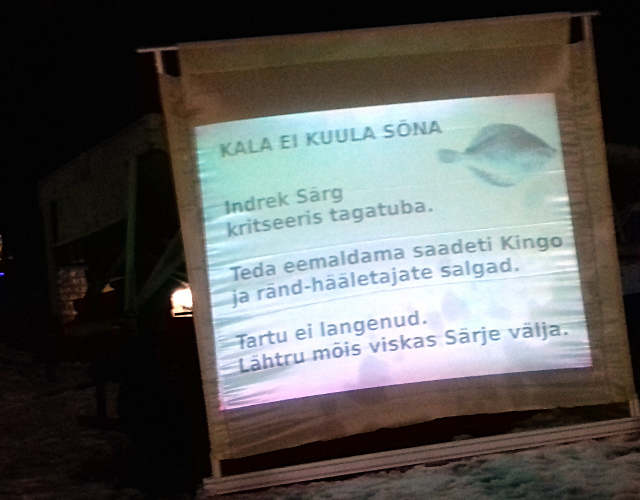 KALA EI KUULA SÕNA
Indrek Särg
kritseeris tagatuba.
Teda eemaldama saadeti Kingo
ja ränd-hääletajate salgad.
Tartu ei langenud.
Lähtru mõis viskas Särje välja.